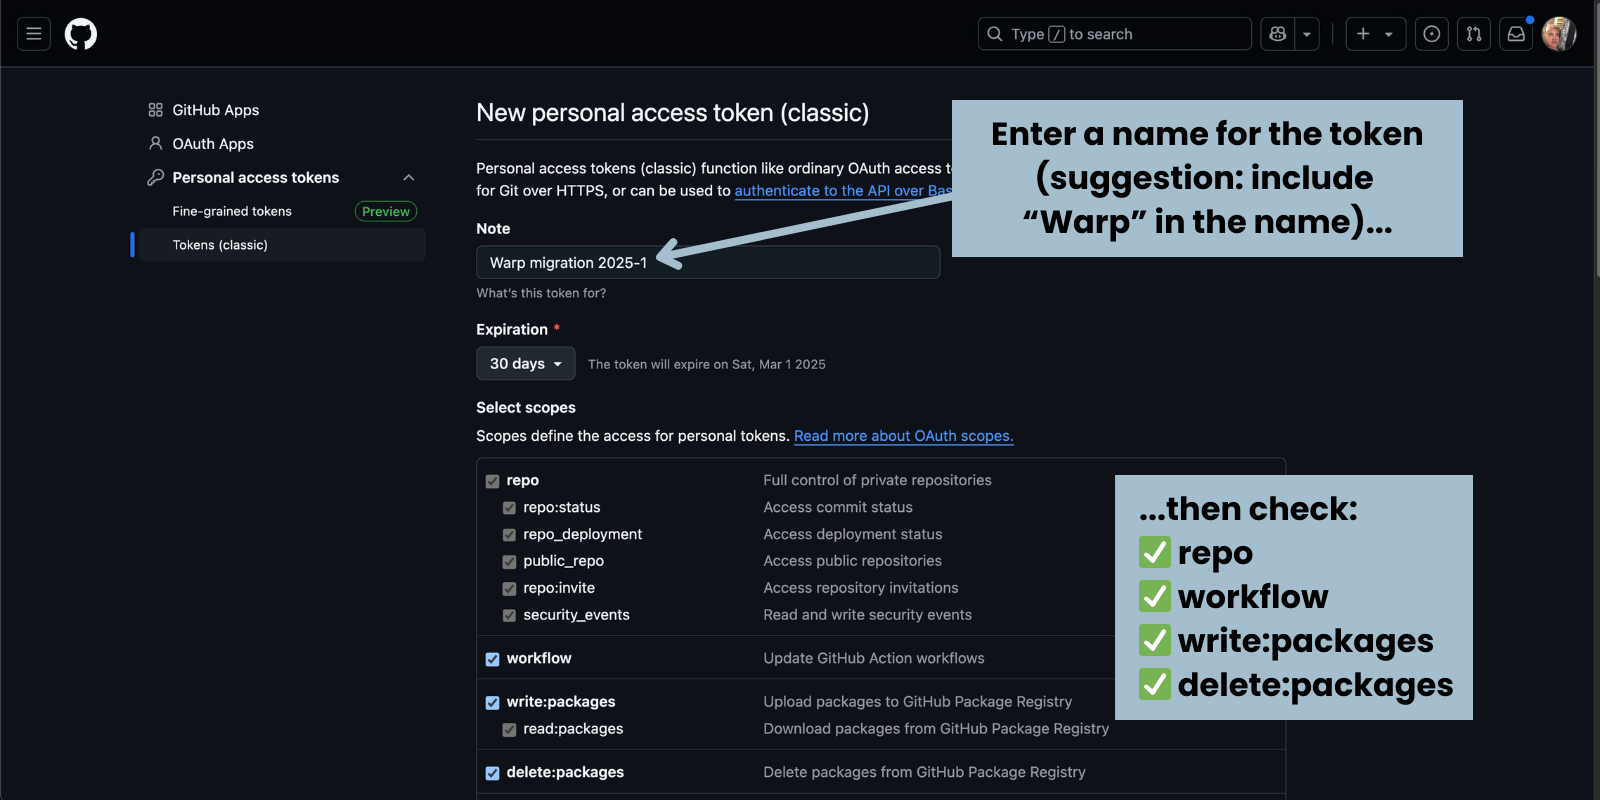 Type / to search
GitHub Apps
OAuth Apps
Personal access tokens
Fine-grained tokens Preview
Tokens (classic)
New personal access token (classic)
Personal access tokens (classic) function like ordinary OAuth access
for Git over HTTPS, or can be used to authenticate to the API over
Note
Warp migration 2025-1
What's this token for?
Expiration *
30 days The token will expire on Sat, Mar 1 2025
Select scopes
Scopes define the access for personal tokens. Read more about OAuth scopes.
repo Full control of private repositories
repo:status Access commit status
repo_deployment Access deployment status
public_repo Access public repositories
repo:invite Access repository invitations
security_events Read and write security events
workflow Update GitHub Action workflows
write:packages Upload packages to GitHub Package Registry
read:packages Download packages from GitHub Package Registry
delete:packages Delete packages from GitHub Package Registry
Enter a name for the token
(suggestion: include
“Warp” in the name)...
...then check:
✅ repo
✅ workflow
✅ write:packages
✅ delete:packages